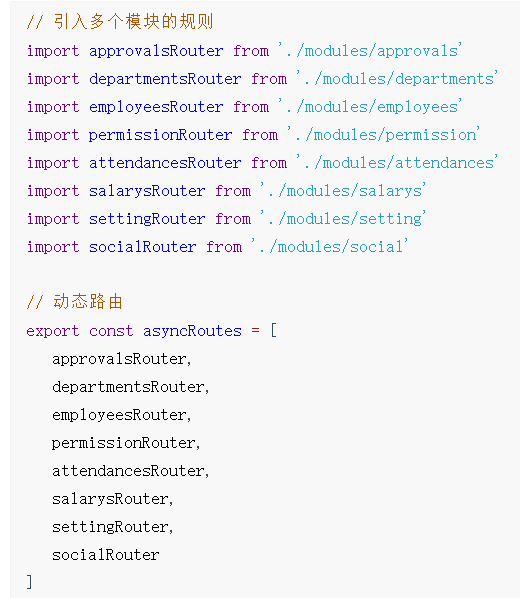 // 引入多个模块的规则
import approvalsRouter from './modules/approvals'
import departmentsRouter from './modules/departments'
import employeesRouter from './modules/employees'
import permissionRouter from './modules/permission'
import attendancesRouter from './modules/attendances'
import salarysRouter from './modules/salarys'
import settingRouter from './modules/setting'
import socialRouter from './modules/social'

// 动态路由
export const asyncRoutes = [
   approvalsRouter,
   departmentsRouter,
   employeesRouter,
   permissionRouter,
   attendancesRouter,
   salarysRouter,
   settingRouter,
   socialRouter
]